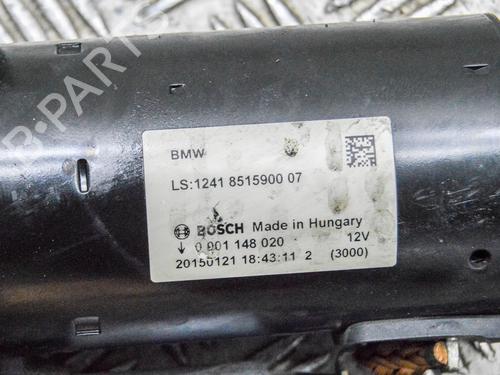 B-PARTS
BMW
LS:1241 8515900 07
BOSCH Made in Hungary
0 001 148 020 12V
20150121 18:43:11 2 (3000)